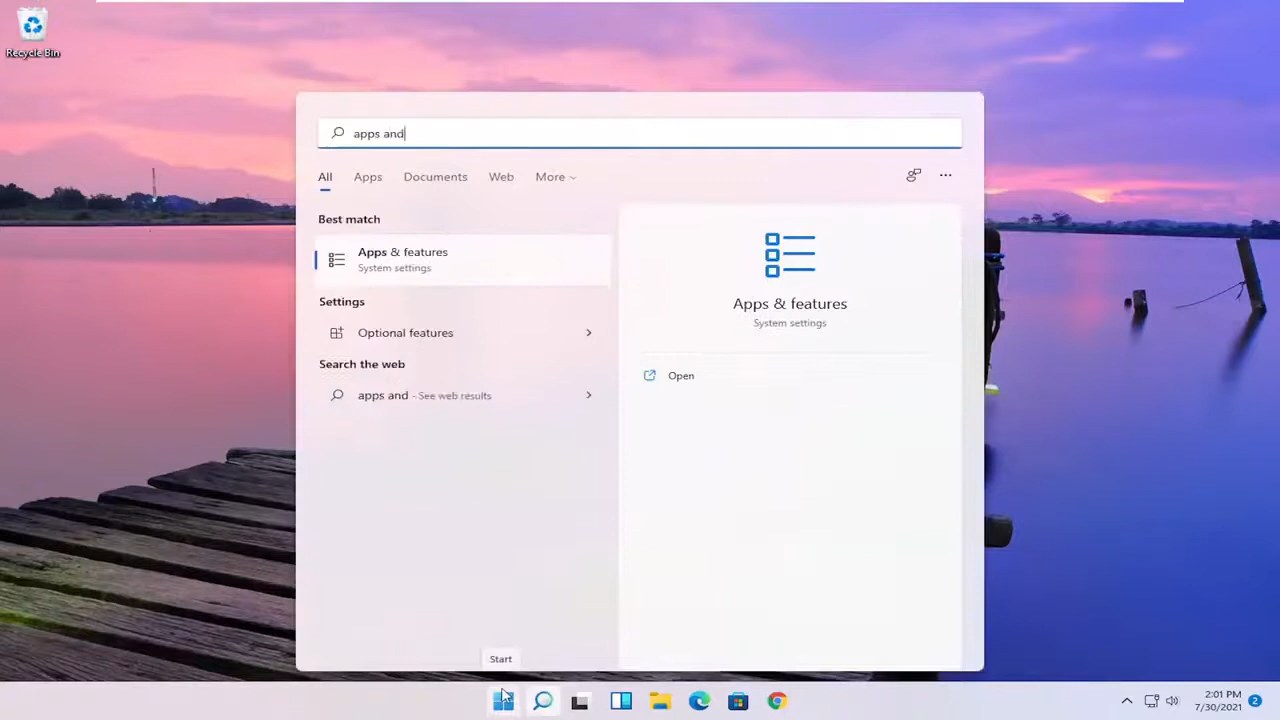 Recycle Bin
apps and
All Apps Documents Web More
Best match
Apps & features
System settings
Settings
Optional features
Search the web
apps and - See web results
Apps & features
System settings
Open
Start
2:01 PM
7/30/2021
2